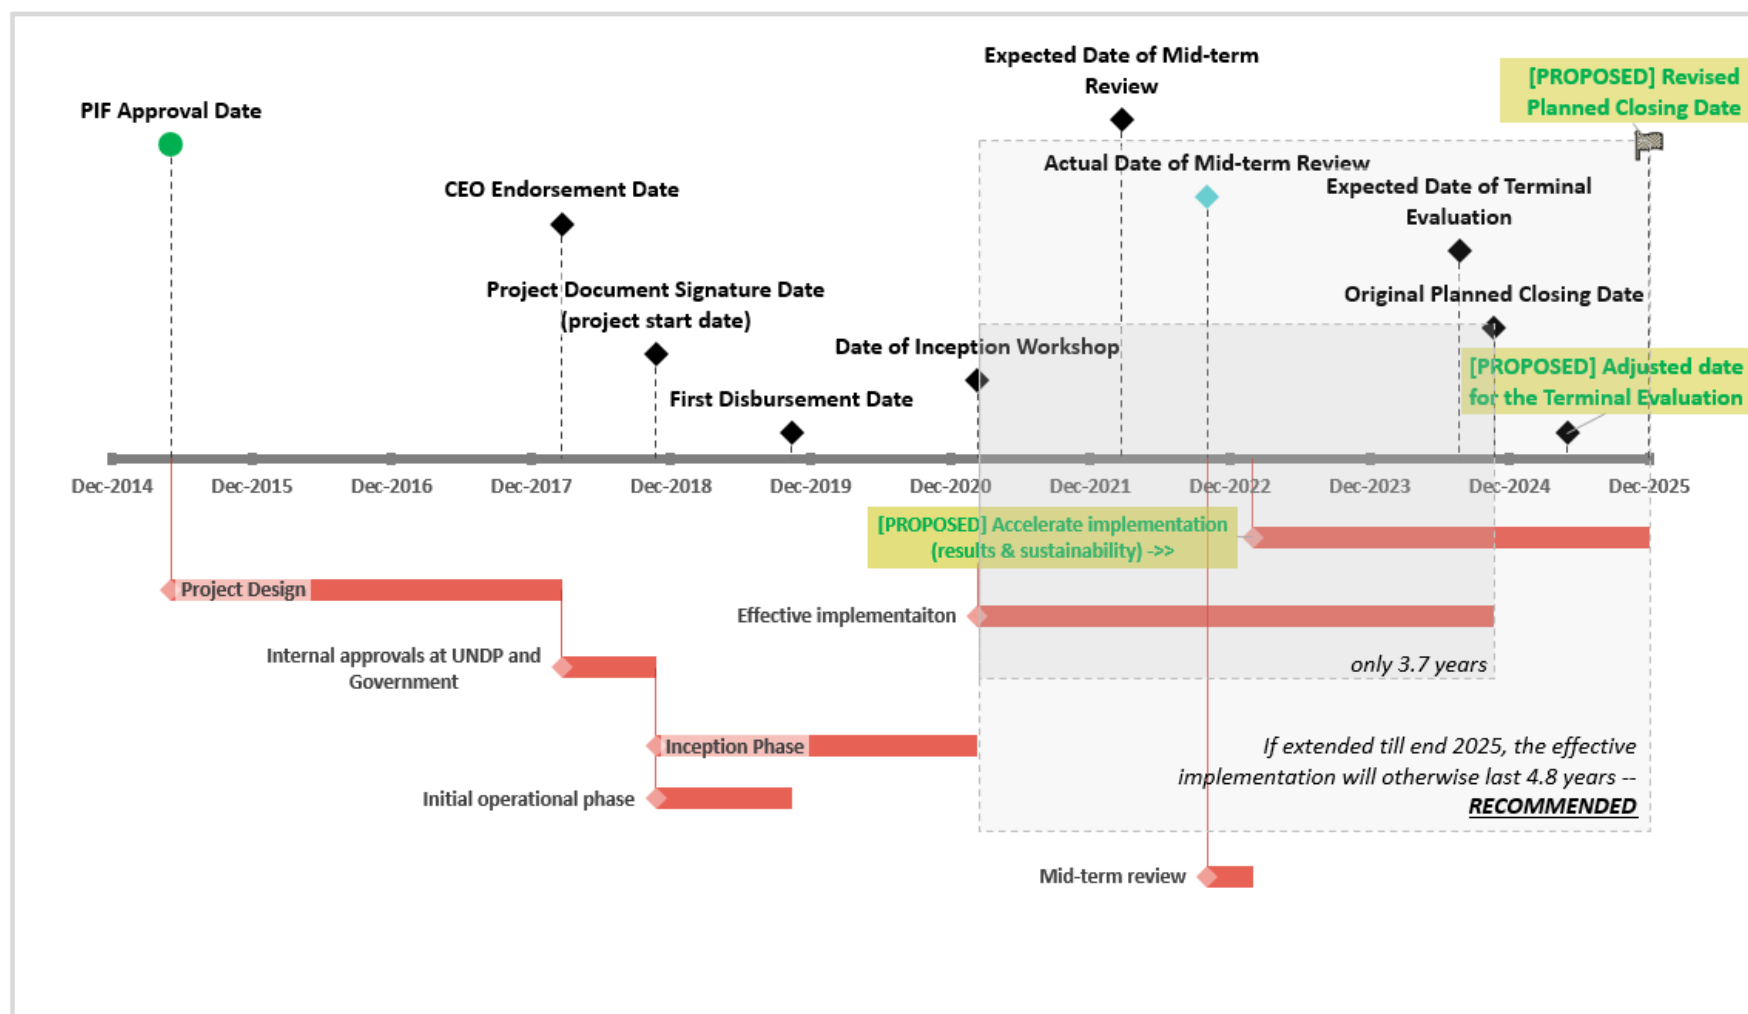 Expected Date of Mid-term
Review
[PROPOSED] Revised
Planned Closing Date
PIF Approval Date
Actual Date of Mid-term Review
CEO Endorsement Date
Expected Date of Terminal
Evaluation
Project Document Signature Date
(project start date)
Original Planned Closing Date
Date of Inception Workshop
[PROPOSED] Adjusted date
for the Terminal Evaluation
First Disbursement Date
Dec-2014
Dec-2015
Dec-2016
Dec-2017
Dec-2018
Dec-2019
Dec-2020
Dec-2021
Dec-2022
Dec-2023
Dec-2024
Dec-2025
[PROPOSED] Accelerate implementation
(results & sustainability) ->>
Project Design
Effective implementaiton
Internal approvals at UNDP and
Government
only 3.7 years
Inception Phase
If extended till end 2025, the effective
implementation will otherwise last 4.8 years --
RECOMMENDED
Initial operational phase
Mid-term review